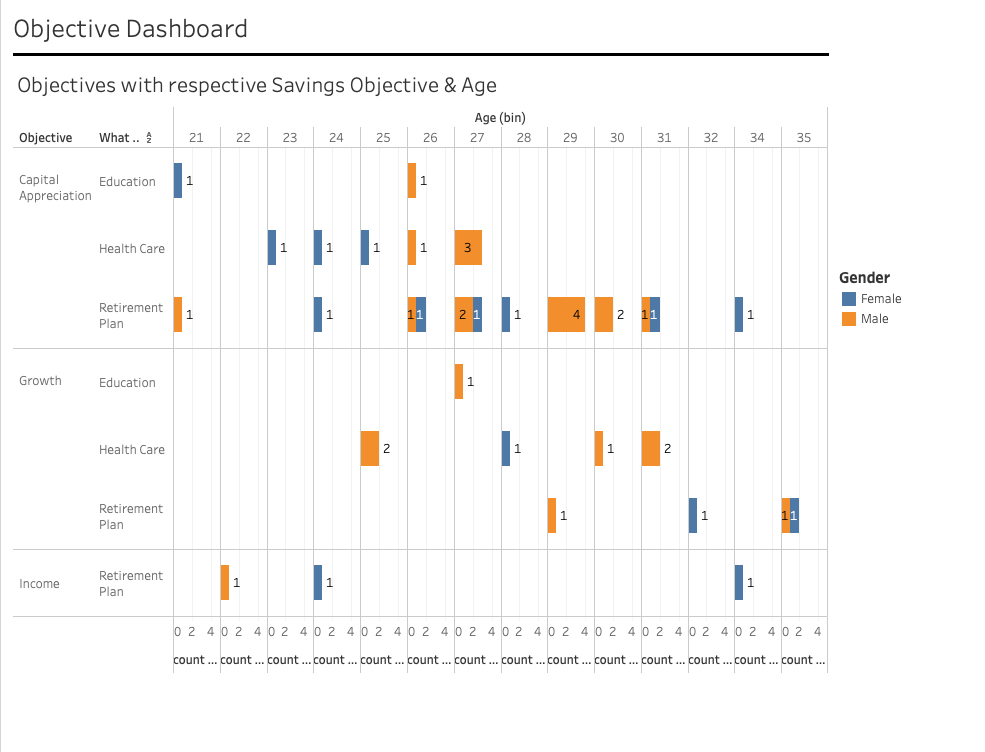 Objective Dashboard
Objectives with respective Savings Objective & Age
Age (bin)
Objective What .. A Z 21 22 23 24 25 26 27 28 29 30 31 32 34 35
Capital Appreciation Education 1 1
Health Care 1 1 1 1 3
Retirement Plan 1 1 1 1 2 1 1 4 2 1 1 1
Growth Education 1
Health Care 2 1 1 2
Retirement Plan 1 1 1 1
Income Retirement Plan 1 1 1
0 2 4 0 2 4 0 2 4 0 2 4 0 2 4 0 2 4 0 2 4 0 2 4 0 2 4 0 2 4 0 2 4 0 2 4 0 2 4 0 2 4
count ... count ... count ... count ... count ... count ... count ... count ... count ... count ... count ... count ... count ... count ...
Gender
Female
Male